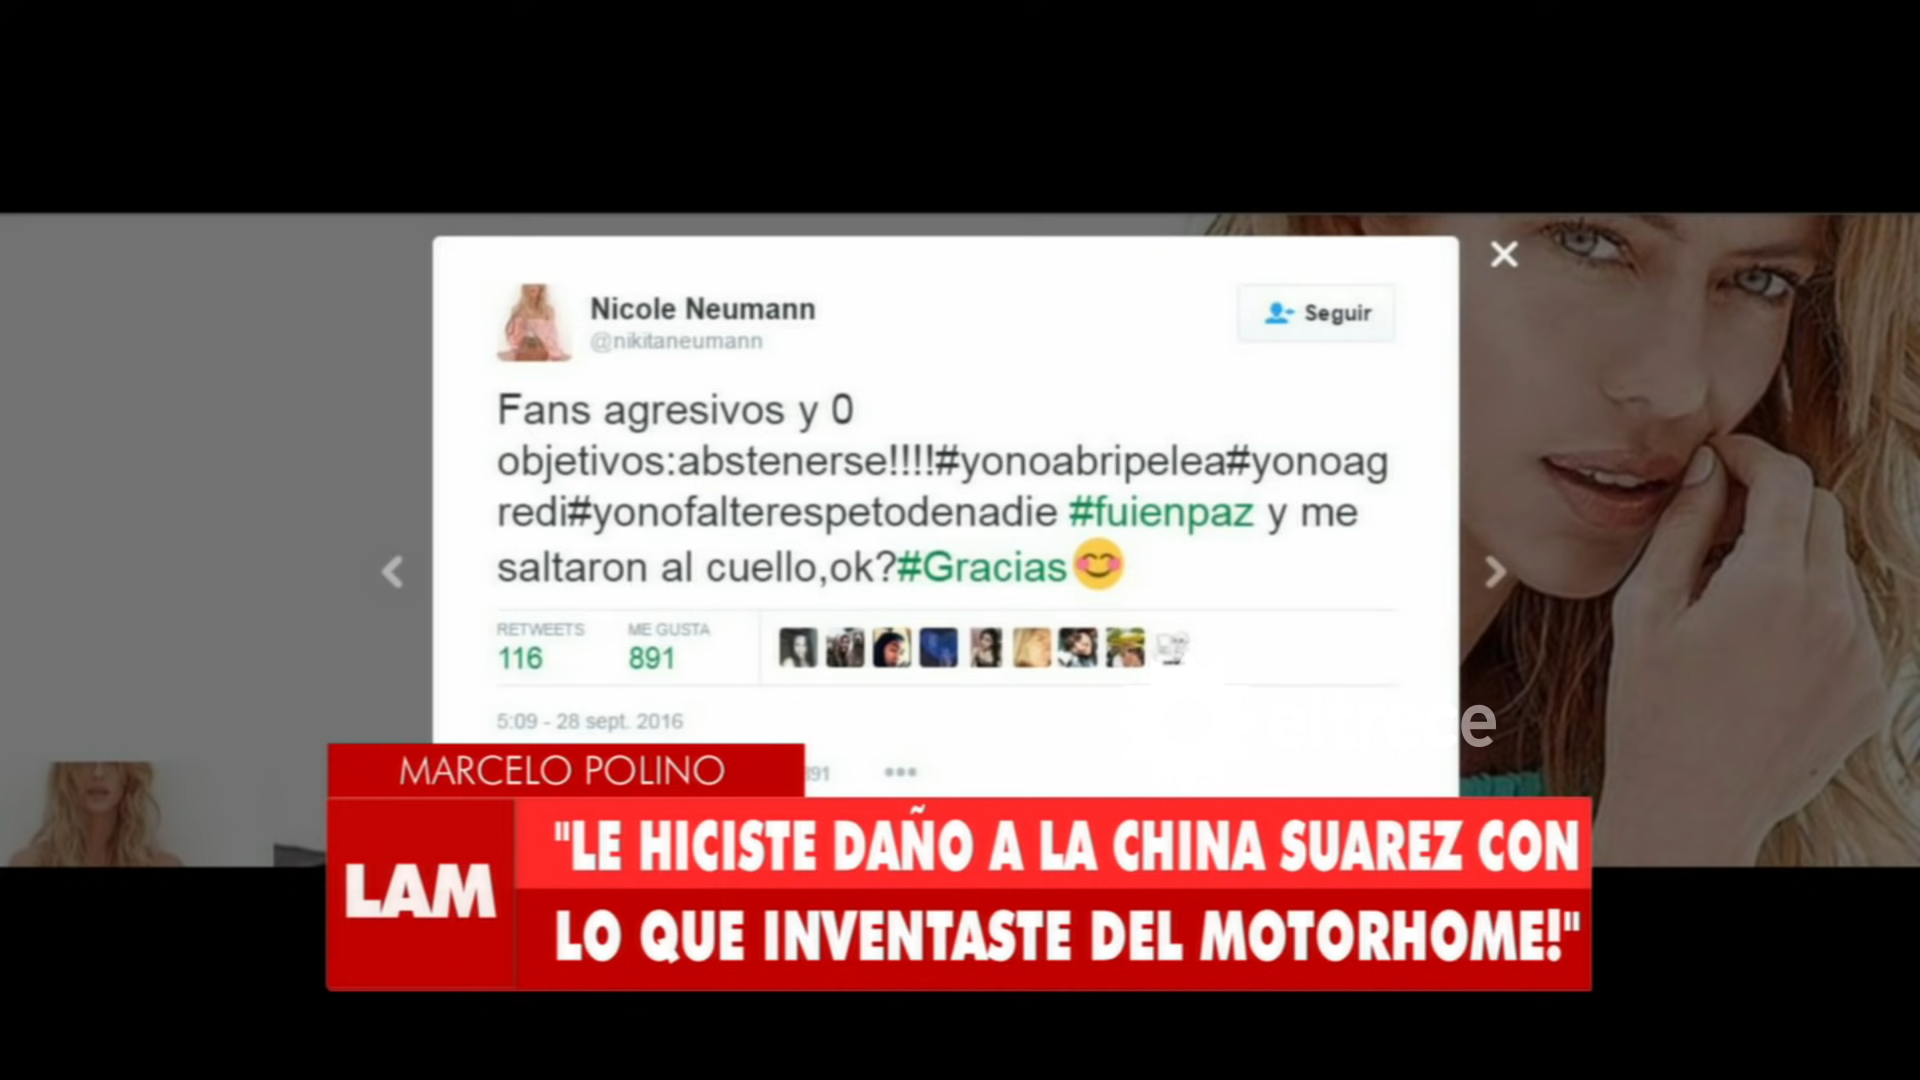 Nicole Neumann
@nikitaneumann
Seguir
Fans agresivos y 0
objetivos:abstenerse!!!!#yonoabripelea#yonoag
redi#yonofalterespetodenadie #fuienpaz y me
saltaron al cuello,ok?#Gracias😊
RETWEETS
ME GUSTA
116
891
5:09 - 28 sept. 2016
MARCELO POLINO
LAM
"LE HICISTE DAÑO A LA CHINA SUAREZ CON
LO QUE INVENTASTE DEL MOTORHOME!"